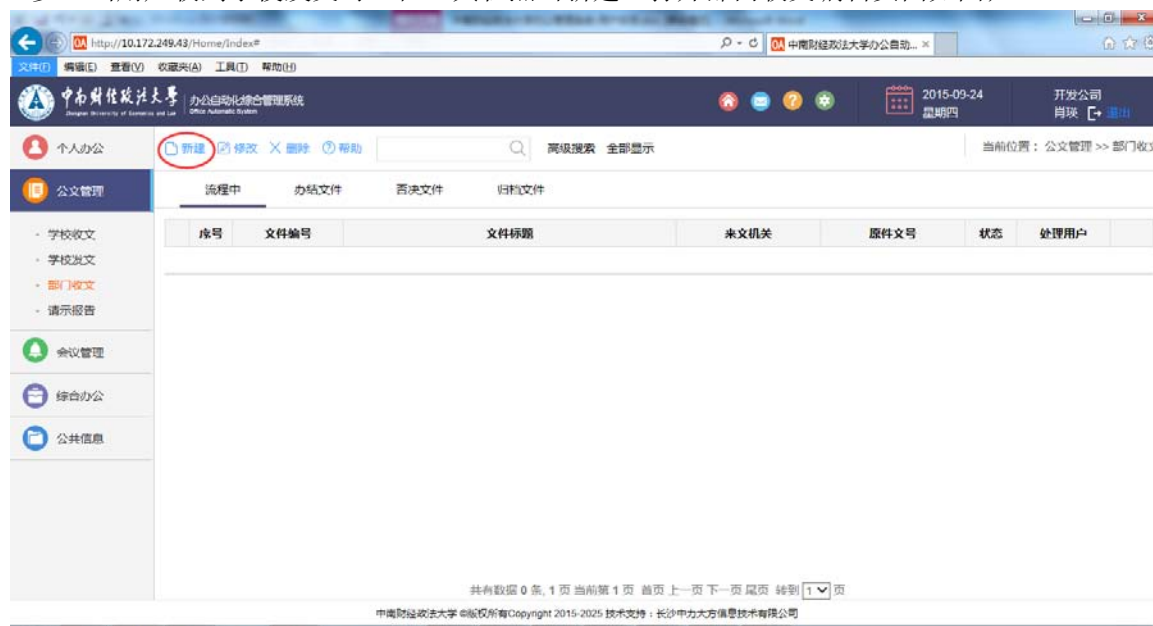 http://10.172.249.43/Home/Index#
中南财经政法大学办公自动... ×
文件(F) 编辑(E) 查看(V) 收藏夹(A) 工具(T) 帮助(H)
中南财经政法大学 办公自动化综合管理系统
Office Automatic System
2015-09-24
星期四
开发公司
肖瑛 退出
个人办公
新建 修改 删除 帮助 高级搜索 全部显示
当前位置：公文管理 >> 部门收文
公文管理
流程中 办结文件 否决文件 归档文件
序号 文件编号 文件标题 来文机关 原件文号 状态 处理用户
· 学校收文
· 学校发文
· 部门收文
· 请示报告
会议管理
综合办公
公共信息
共有数据 0 条, 1 页 当前第 1 页 首页 上一页 下一页 尾页 转到 1 页
中南财经政法大学 ©版权所有Copyright 2015-2025 技术支持：长沙中力大方信息技术有限公司